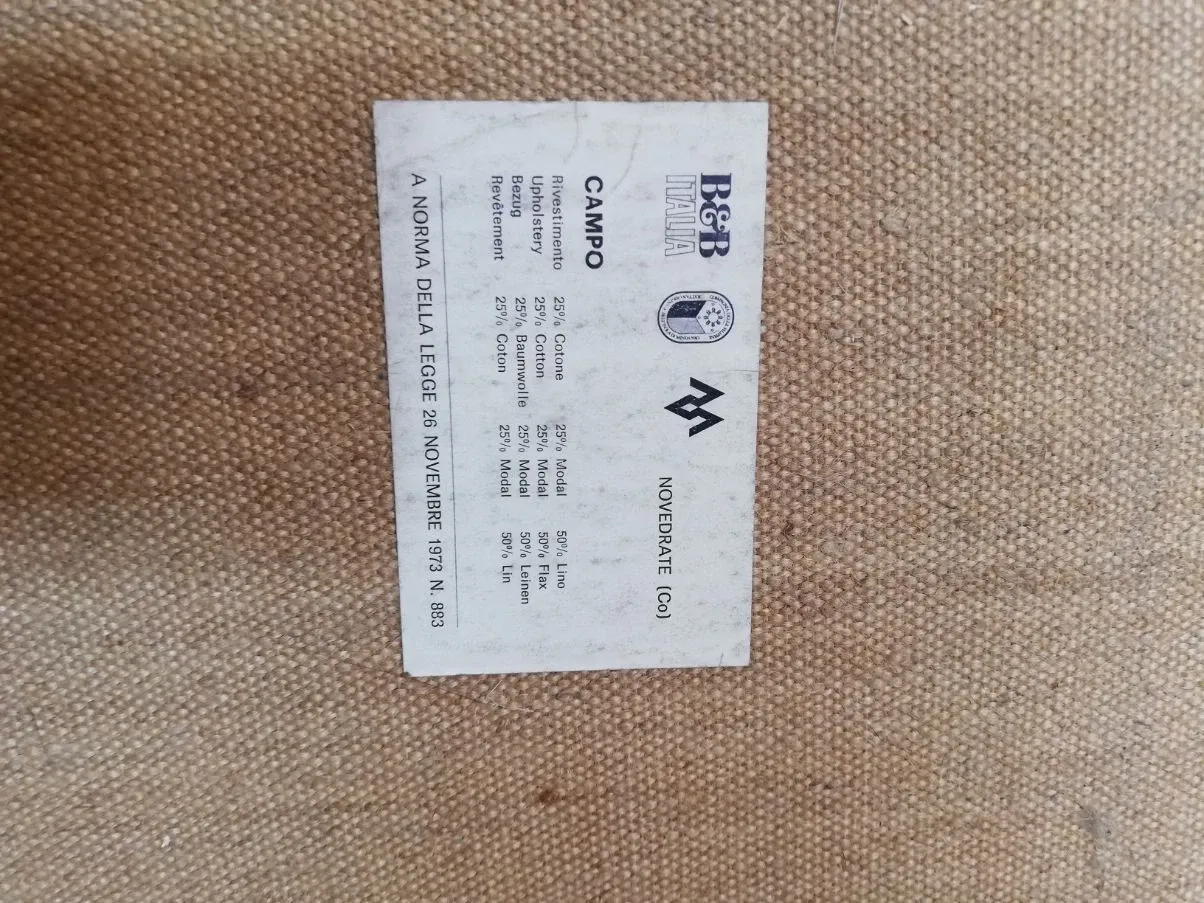 B&B
ITALIA
NOVEDRATE (Co)
CAMPO
Rivestimento 25% Cotone 25% Modal 50% Lino
Upholstery 25% Cotton 25% Modal 50% Flax
Bezug 25% Baumwolle 25% Modal 50% Leinen
Revêtement 25% Coton 25% Modal 50% Lin
A NORMA DELLA LEGGE 26 NOVEMBRE 1973 N. 883